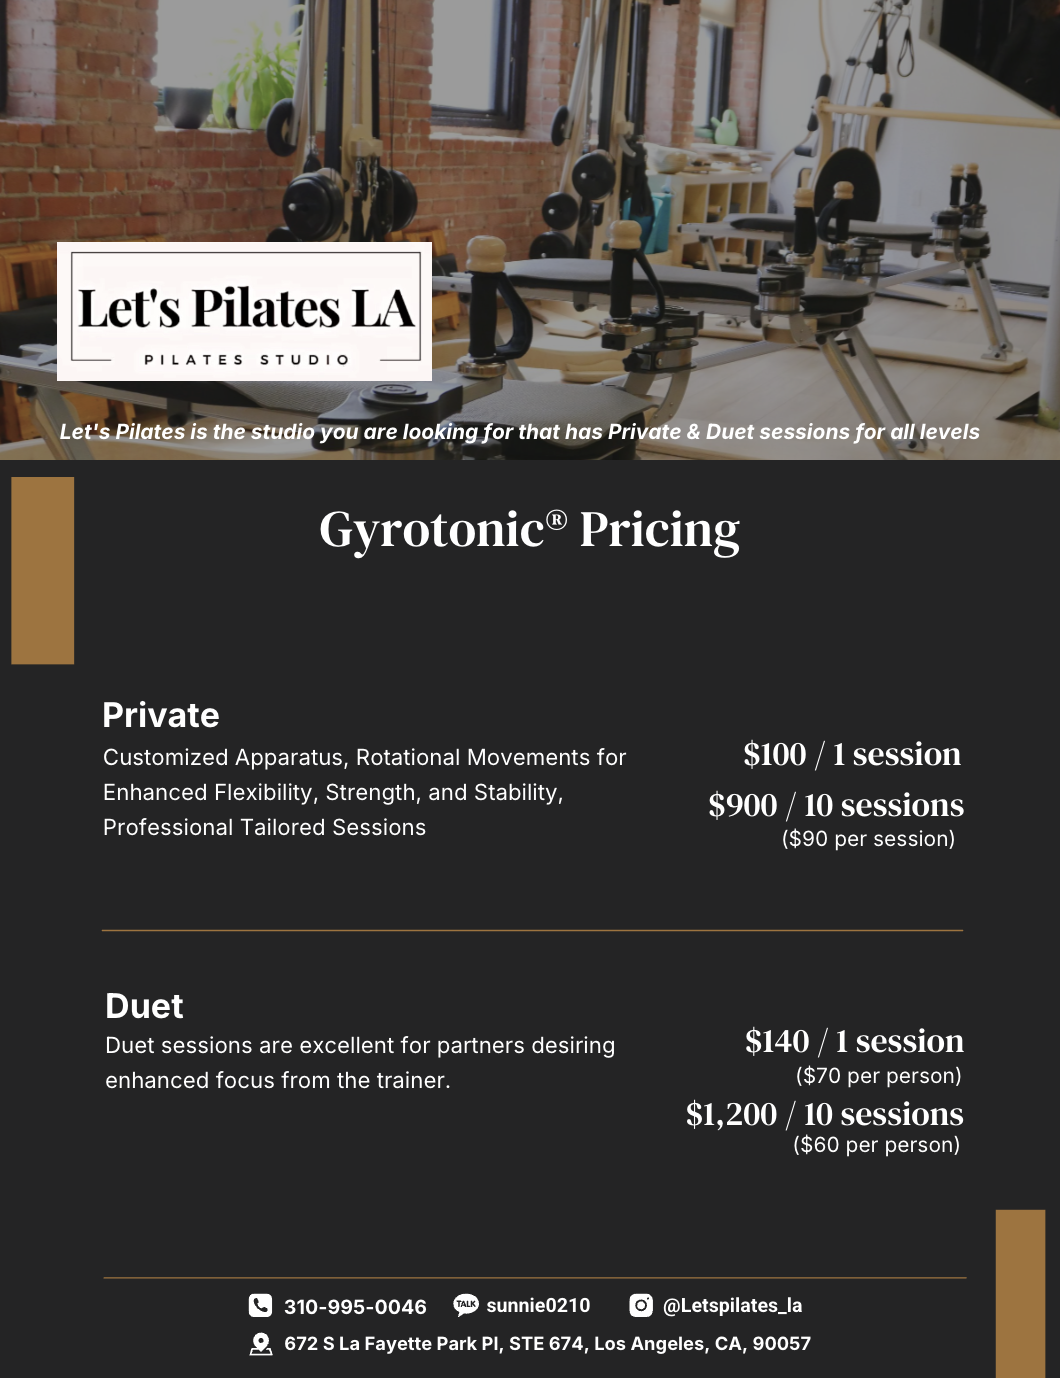 Let's Pilates LA
PILATES STUDIO
Let's Pilates is the studio you are looking for that has Private & Duet sessions for all levels
Gyrotonic® Pricing
Private
Customized Apparatus, Rotational Movements for
Enhanced Flexibility, Strength, and Stability,
Professional Tailored Sessions
$100 / 1 session
$900 / 10 sessions
($90 per session)
Duet
Duet sessions are excellent for partners desiring
enhanced focus from the trainer.
$140 / 1 session
($70 per person)
$1,200 / 10 sessions
($60 per person)
310-995-0046 TALK sunnie0210 @Letspilates_la
672 S La Fayette Park Pl, STE 674, Los Angeles, CA, 90057